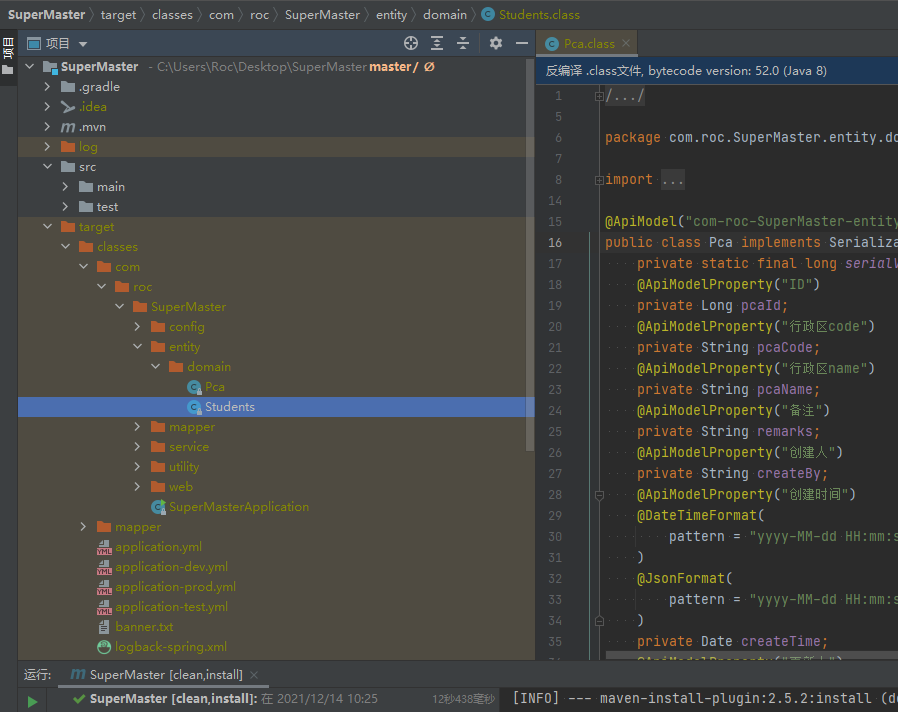 SuperMaster target classes com roc SuperMaster entity domain Students.class
项目
项目
Pca.class
SuperMaster - C:\Users\Roc\Desktop\SuperMaster master / Ø
反编译 .class文件, bytecode version: 52.0 (Java 8)
.gradle
.idea
.mvn
log
src
main
test
target
classes
com
roc
SuperMaster
config
entity
domain
Pca
Students
mapper
service
utility
web
SuperMasterApplication
mapper
application.yml
application-dev.yml
application-prod.yml
application-test.yml
banner.txt
logback-spring.xml
1 /.../
5
6 package com.roc.SuperMaster.entity.do
7
8 import ...
14
15 @ApiModel("com-roc-SuperMaster-entity
16 public class Pca implements Serializa
17 private static final long serialV
18 @ApiModelProperty("ID")
19 private Long pcaId;
20 @ApiModelProperty("行政区code")
21 private String pcaCode;
22 @ApiModelProperty("行政区name")
23 private String pcaName;
24 @ApiModelProperty("备注")
25 private String remarks;
26 @ApiModelProperty("创建人")
27 private String createBy;
28 @ApiModelProperty("创建时间")
29 @DateTimeFormat(
30 pattern = "yyyy-MM-dd HH:mm:s
31 )
32 @JsonFormat(
33 pattern = "yyyy-MM-dd HH:mm:s
34 )
35 private Date createTime;
运行: SuperMaster [clean,install]
SuperMaster [clean,install]: 在 2021/12/14 10:25 12秒438毫秒
[INFO] --- maven-install-plugin:2.5.2:install (de